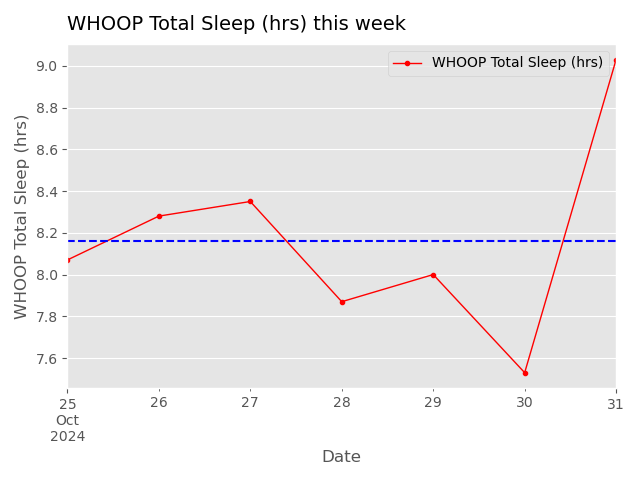 WHOOP Total Sleep (hrs) this week
WHOOP Total Sleep (hrs)
WHOOP Total Sleep (hrs)
9.0
8.8
8.6
8.4
8.2
8.0
7.8
7.6
25 26 27 28 29 30 31
Oct
2024
Date